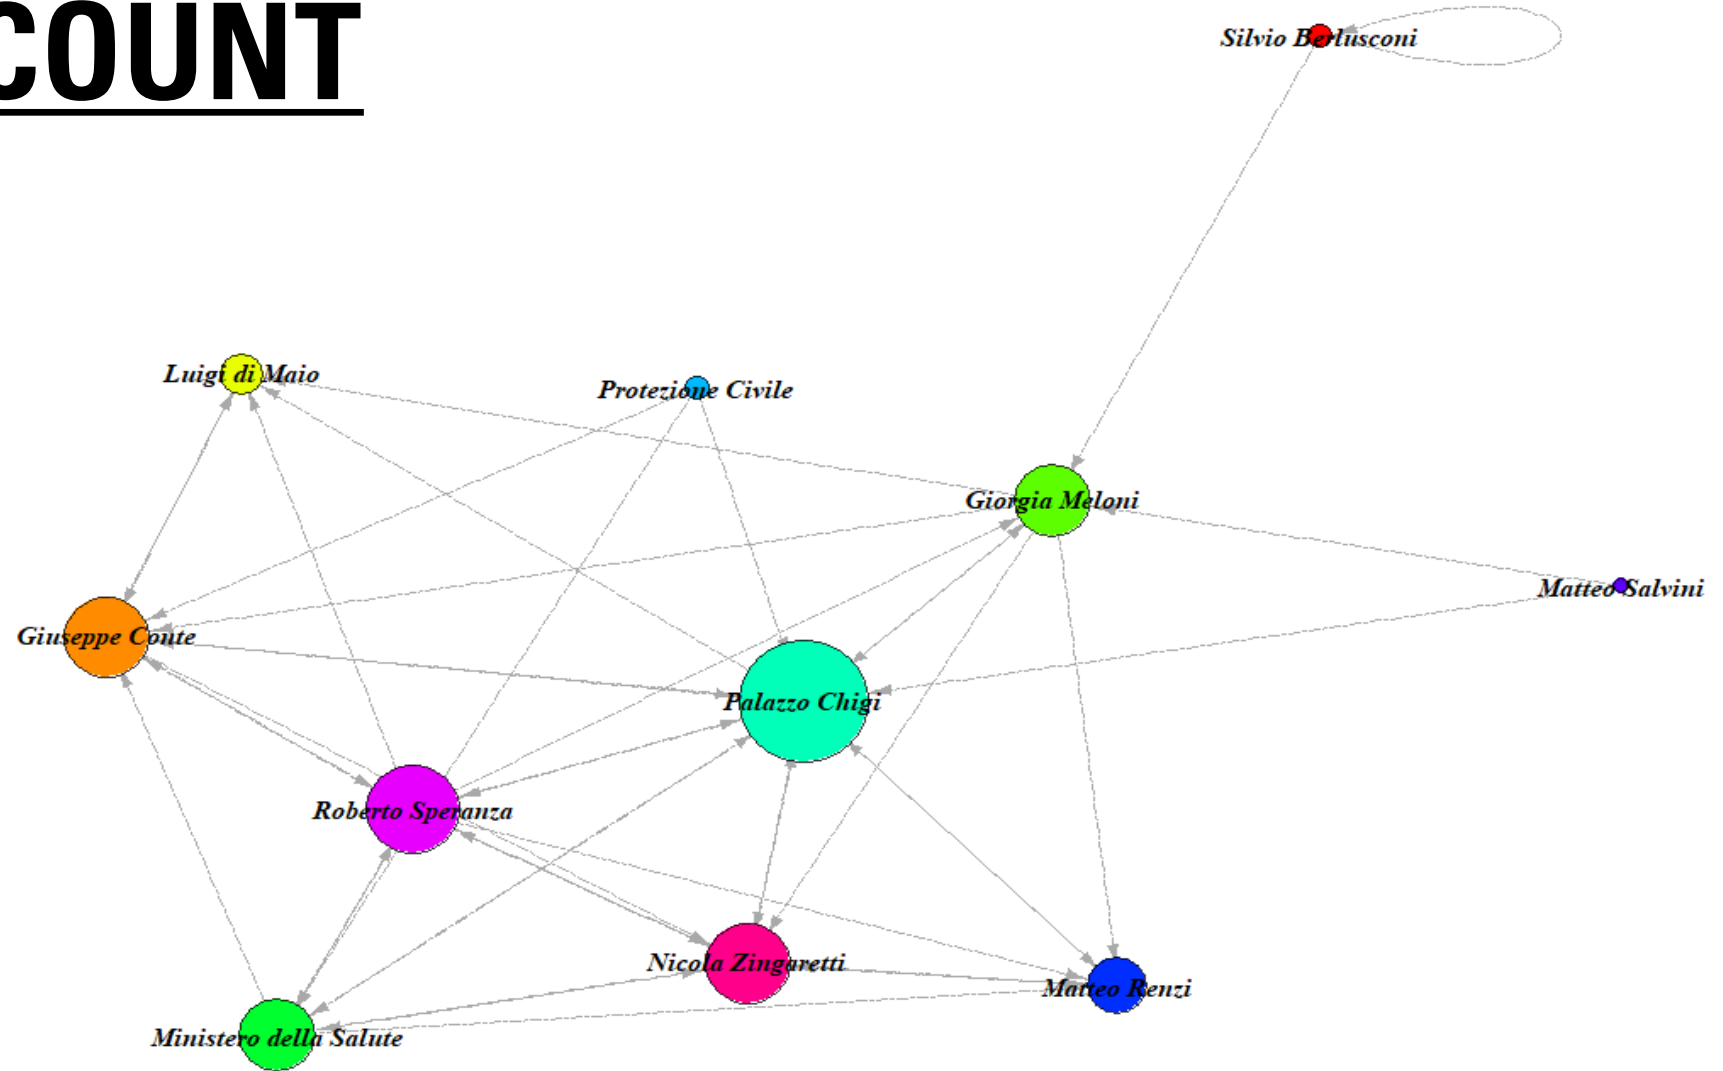 COUNT
Silvio Berlusconi
Luigi di Maio
Protezione Civile
Giorgia Meloni
Matteo Salvini
Giuseppe Conte
Palazzo Chigi
Roberto Speranza
Nicola Zingaretti
Matteo Renzi
Ministero della Salute